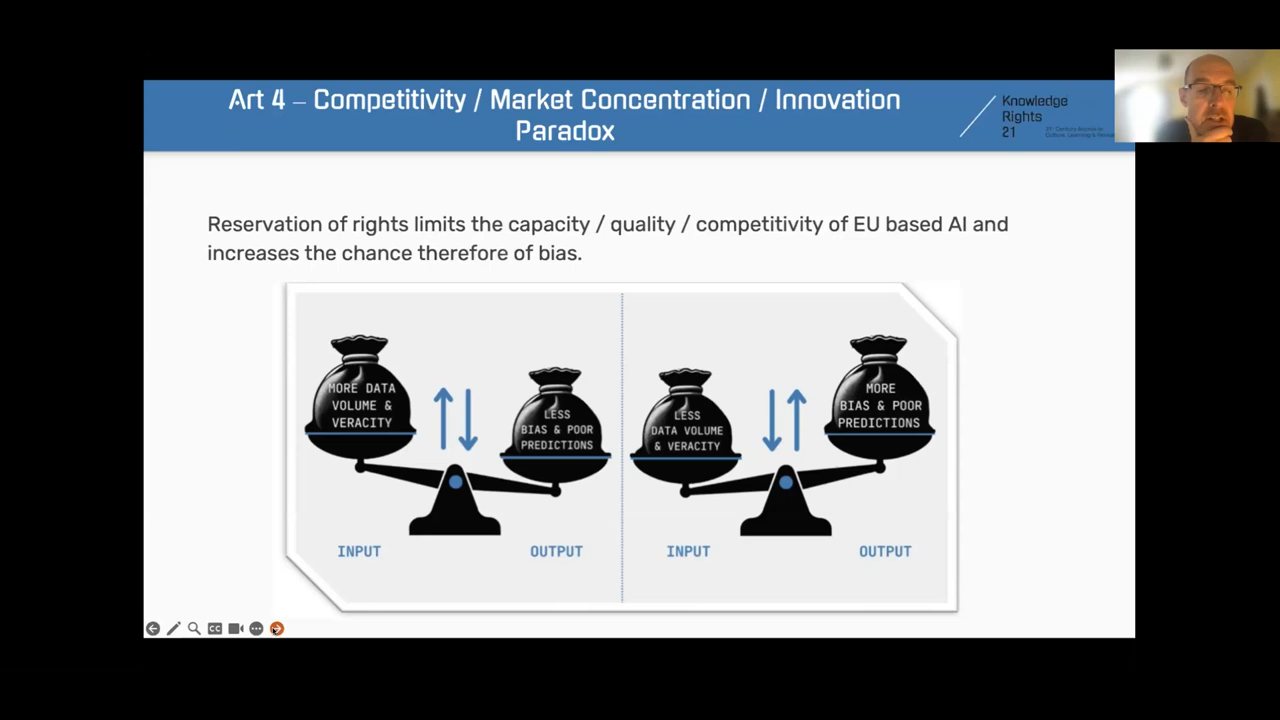 Art 4 – Competitivity / Market Concentration / Innovation
Paradox
Knowledge
Rights
21
Reservation of rights limits the capacity / quality / competitivity of EU based AI and
increases the chance therefore of bias.
MORE DATA
VOLUME &
VERACITY
LESS
BIAS & POOR
PREDICTIONS
INPUT
OUTPUT
LESS
DATA VOLUME
& VERACITY
MORE
BIAS & POOR
PREDICTIONS
INPUT
OUTPUT
CC